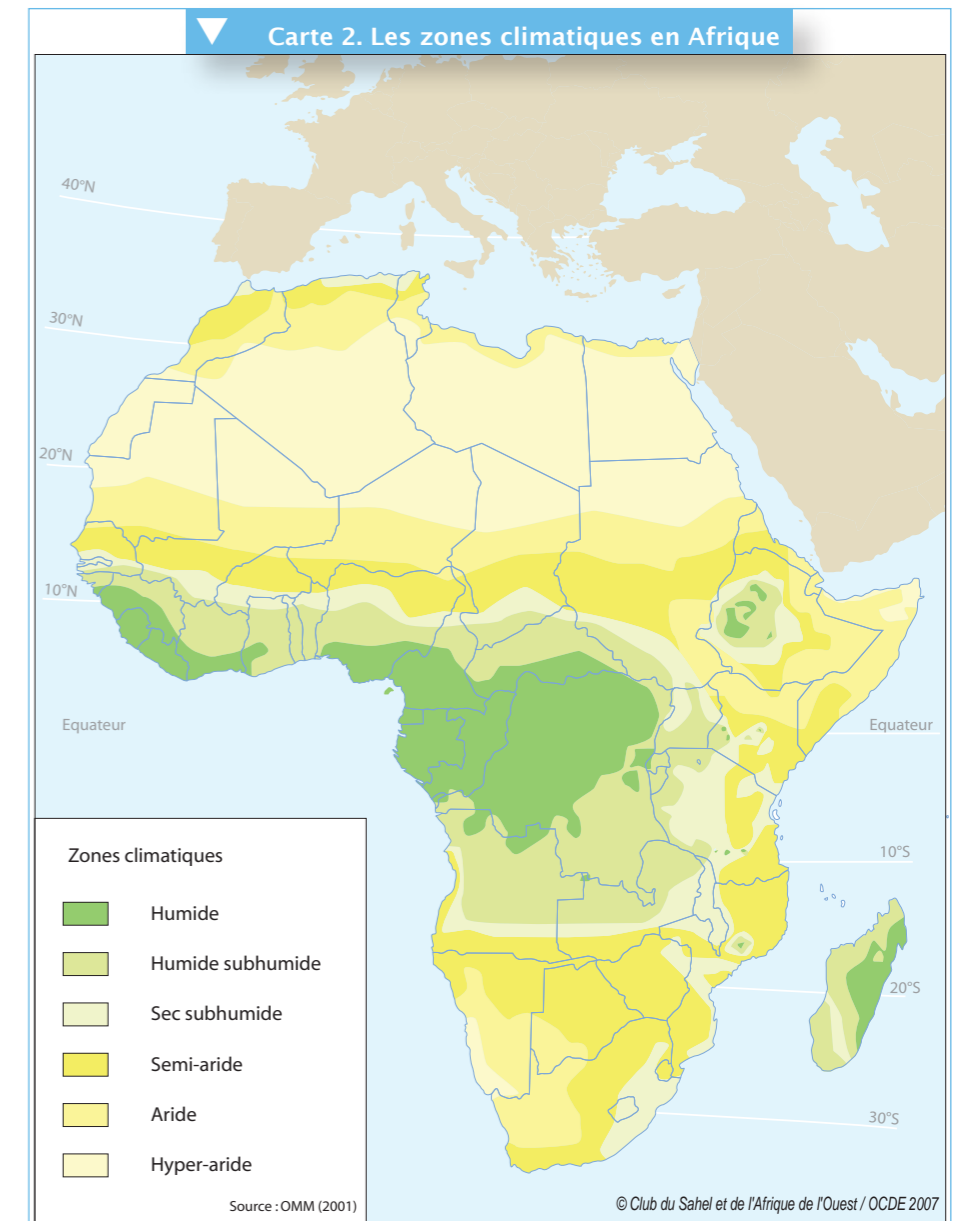 Carte 2. Les zones climatiques en Afrique
40°N
30°N
20°N
10°N
Equateur
Equateur
10°S
20°S
30°S
Zones climatiques
Humide
Humide subhumide
Sec subhumide
Semi-aride
Aride
Hyper-aride
Source : OMM (2001)
© Club du Sahel et de l'Afrique de l'Ouest / OCDE 2007